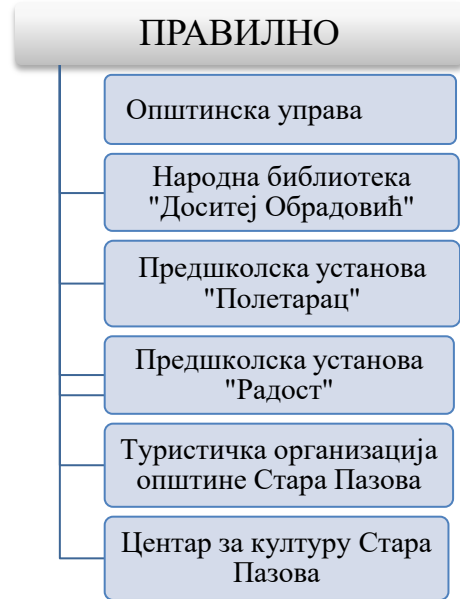 ПРАВИЛНО
Општинска управа
Народна библиотека
"Доситеј Обрадовић"
Предшколска установа
"Полетарац"
Предшколска установа
"Радост"
Туристичка организација
општине Стара Пазова
Центар за културу Стара
Пазова